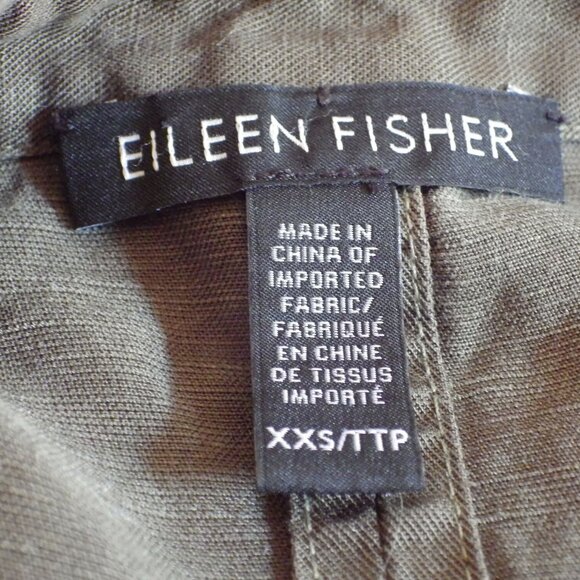 EILEEN FISHER
MADE IN
CHINA OF
IMPORTED
FABRIC/
FABRIQUÉ
EN CHINE
DE TISSUS
IMPORTÉ
XXS/TTP